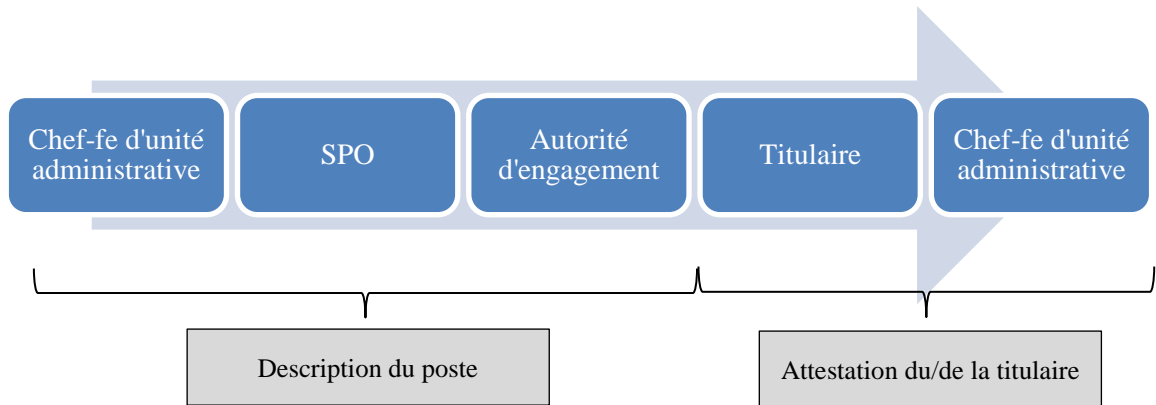 Chef-fe d'unité
administrative
SPO
Autorité
d'engagement
Titulaire
Chef-fe d'unité
administrative
Description du poste
Attestation du/de la titulaire